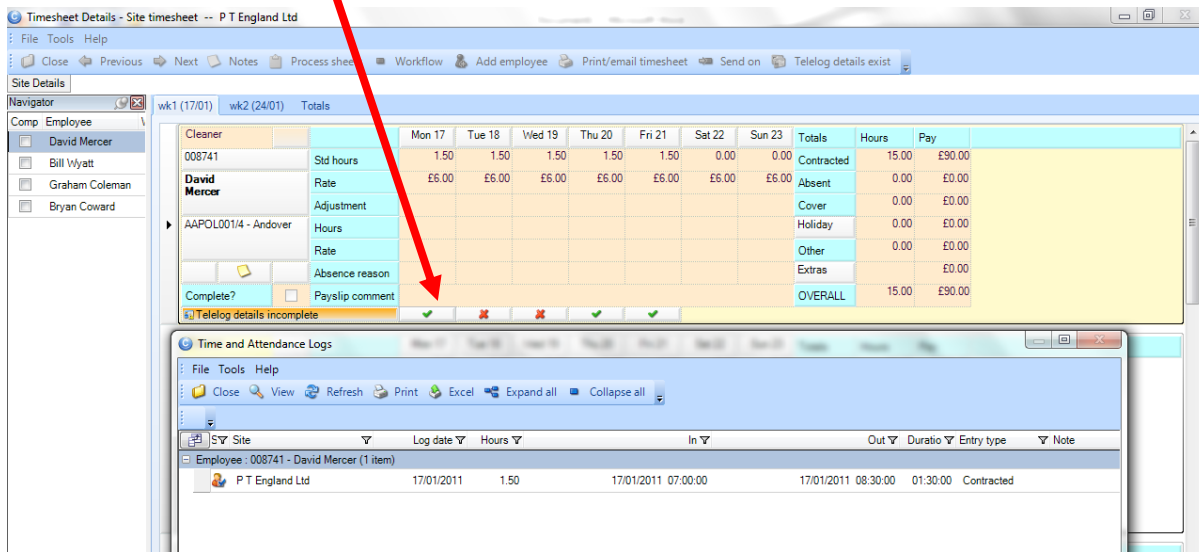 Timesheet Details - Site timesheet -- P T England Ltd
File Tools Help
Close Previous Next Notes Process sheet Workflow Add employee Print/email timesheet Send on Telelog details exist
Site Details
Navigator
wk1 (17/01) wk2 (24/01) Totals
Comp Employee
David Mercer
Bill Wyatt
Graham Coleman
Bryan Coward
Cleaner Mon 17 Tue 18 Wed 19 Thu 20 Fri 21 Sat 22 Sun 23 Totals Hours Pay
008741 Std hours 1.50 1.50 1.50 1.50 1.50 0.00 0.00 Contracted 15.00 £90.00
David Mercer Rate £6.00 £6.00 £6.00 £6.00 £6.00 £6.00 £6.00 Absent 0.00 £0.00
Adjustment Cover 0.00 £0.00
AAPOL001/4 - Andover Hours Holiday 0.00 £0.00
Rate Other 0.00 £0.00
Absence reason Extras £0.00
Complete? Payslip comment OVERALL 15.00 £90.00
Telelog details incomplete
Time and Attendance Logs
File Tools Help
Close View Refresh Print Excel Expand all Collapse all
S Site Log date Hours In Out Duratio Entry type Note
Employee : 008741 - David Mercer (1 item)
P T England Ltd 17/01/2011 1.50 17/01/2011 07:00:00 17/01/2011 08:30:00 01:30:00 Contracted